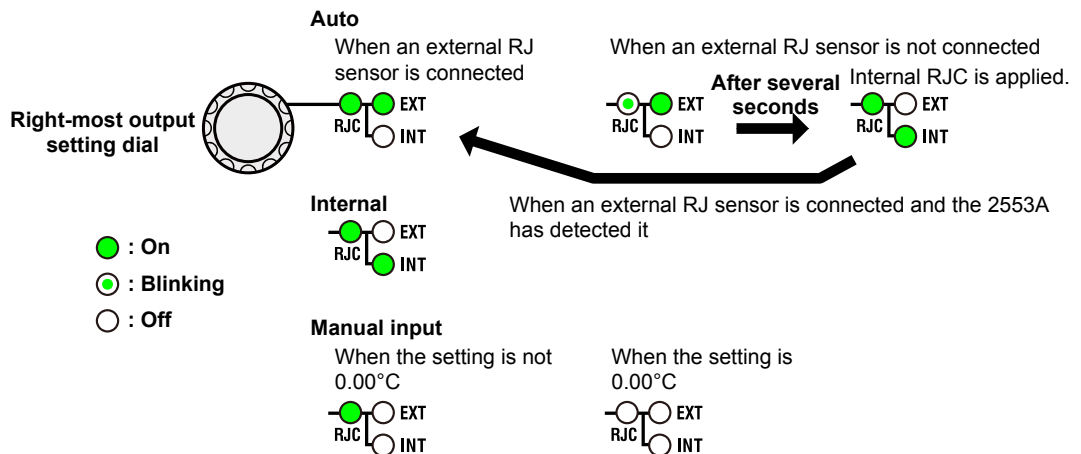 Auto
When an external RJ
sensor is connected
When an external RJ sensor is not connected
After several
seconds
Internal RJC is applied.
Right-most output
setting dial
RJC
EXT
INT
RJC
EXT
INT
RJC
EXT
INT
When an external RJ sensor is connected and the 2553A
has detected it
Internal
RJC
EXT
INT
: On
: Blinking
: Off
Manual input
When the setting is not
0.00°C
When the setting is
0.00°C
RJC
EXT
INT
RJC
EXT
INT